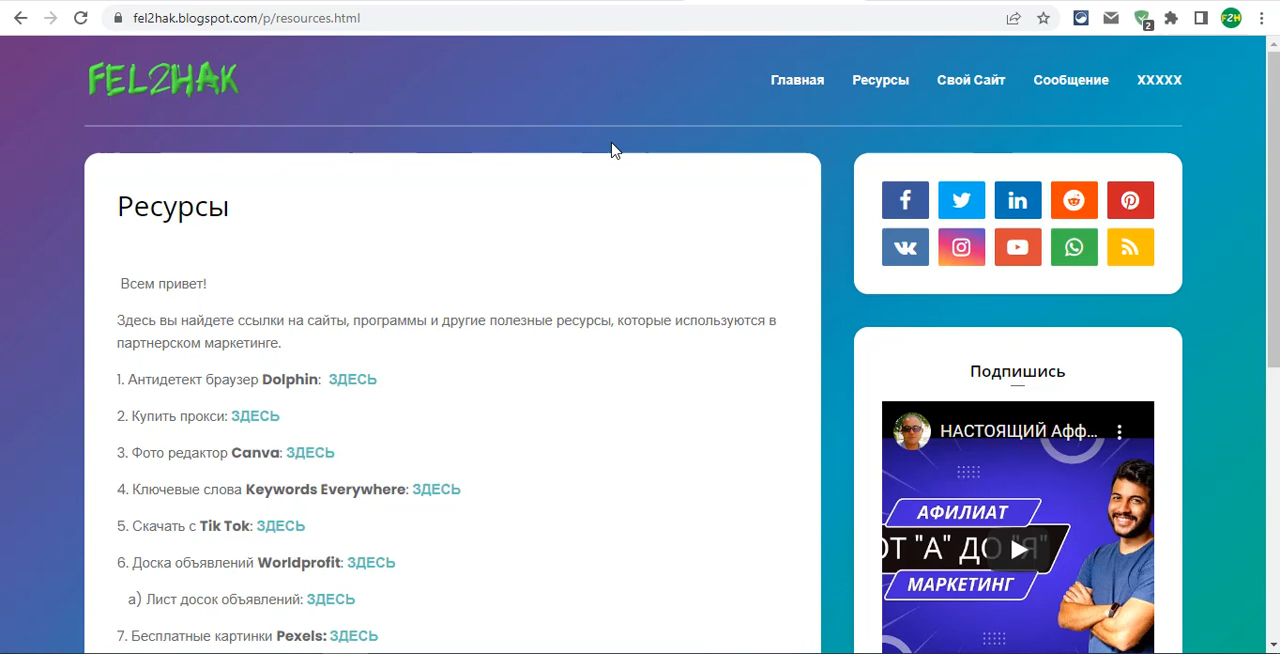 fel2hak.blogspot.com/p/resources.html
2
F2H
FEL2HAK
Главная
Ресурсы
Свой Сайт
Сообщение
XXXXX
Ресурсы
Всем привет!
Здесь вы найдете ссылки на сайты, программы и другие полезные ресурсы, которые используются в
партнерском маркетинге.
1. Антидетект браузер Dolphin: ЗДЕСЬ
2. Купить прокси: ЗДЕСЬ
3. Фото редактор Canva: ЗДЕСЬ
4. Ключевые слова Keywords Everywhere: ЗДЕСЬ
5. Скачать с Tik Tok: ЗДЕСЬ
6. Доска объявлений Worldprofit: ЗДЕСЬ
а) Лист досок объявлений: ЗДЕСЬ
7. Бесплатные картинки Pexels: ЗДЕСЬ
Подпишись
НАСТОЯЩИЙ Афф...
АФИЛИАТ
ОТ "А" ДО "Я"
МАРКЕТИНГ